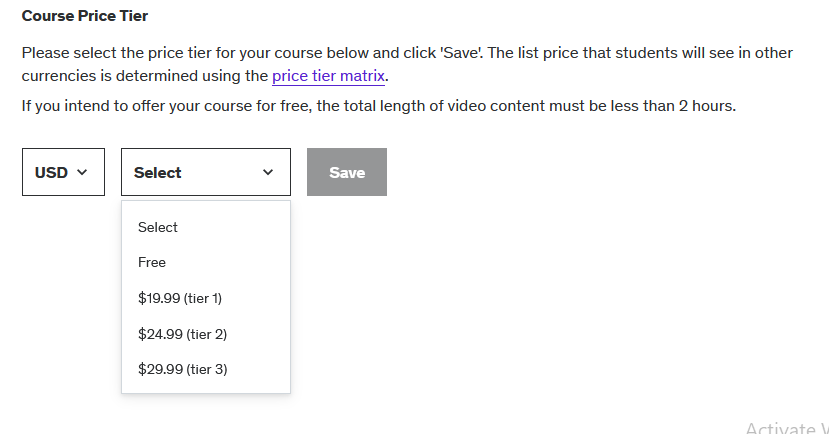 Course Price Tier
Please select the price tier for your course below and click 'Save'. The list price that students will see in other
currencies is determined using the price tier matrix.
If you intend to offer your course for free, the total length of video content must be less than 2 hours.
USD Select Save
Select
Free
$19.99 (tier 1)
$24.99 (tier 2)
$29.99 (tier 3)
Activate